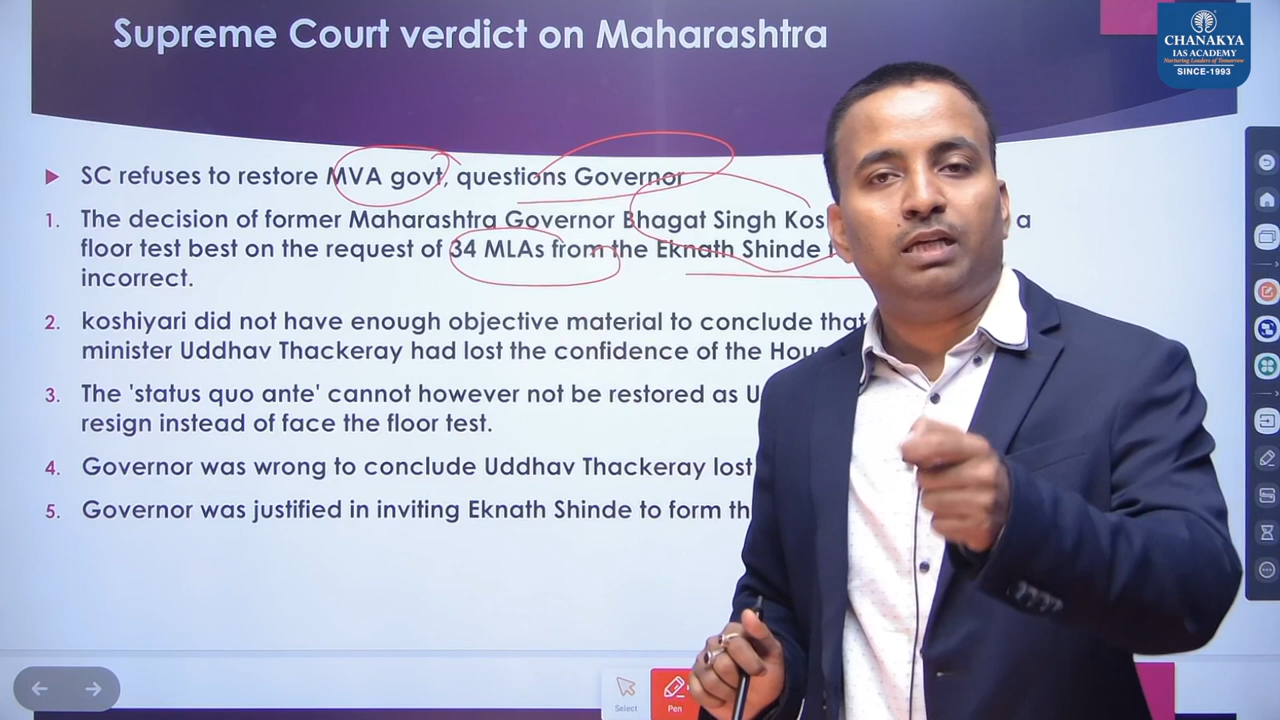 Supreme Court verdict on Maharashtra
CHANAKYA
IAS ACADEMY
Nurturing Leaders of Tomorrow
SINCE-1993
SC refuses to restore MVA govt, questions Governor
1. The decision of former Maharashtra Governor Bhagat Singh Kos a
floor test best on the request of 34 MLAs from the Eknath Shinde
incorrect.
2. koshiyari did not have enough objective material to conclude that
minister Uddhav Thackeray had lost the confidence of the Hou
3. The 'status quo ante' cannot however not be restored as U
resign instead of face the floor test.
4. Governor was wrong to conclude Uddhav Thackeray lost
5. Governor was justified in inviting Eknath Shinde to form th
Select
Pen